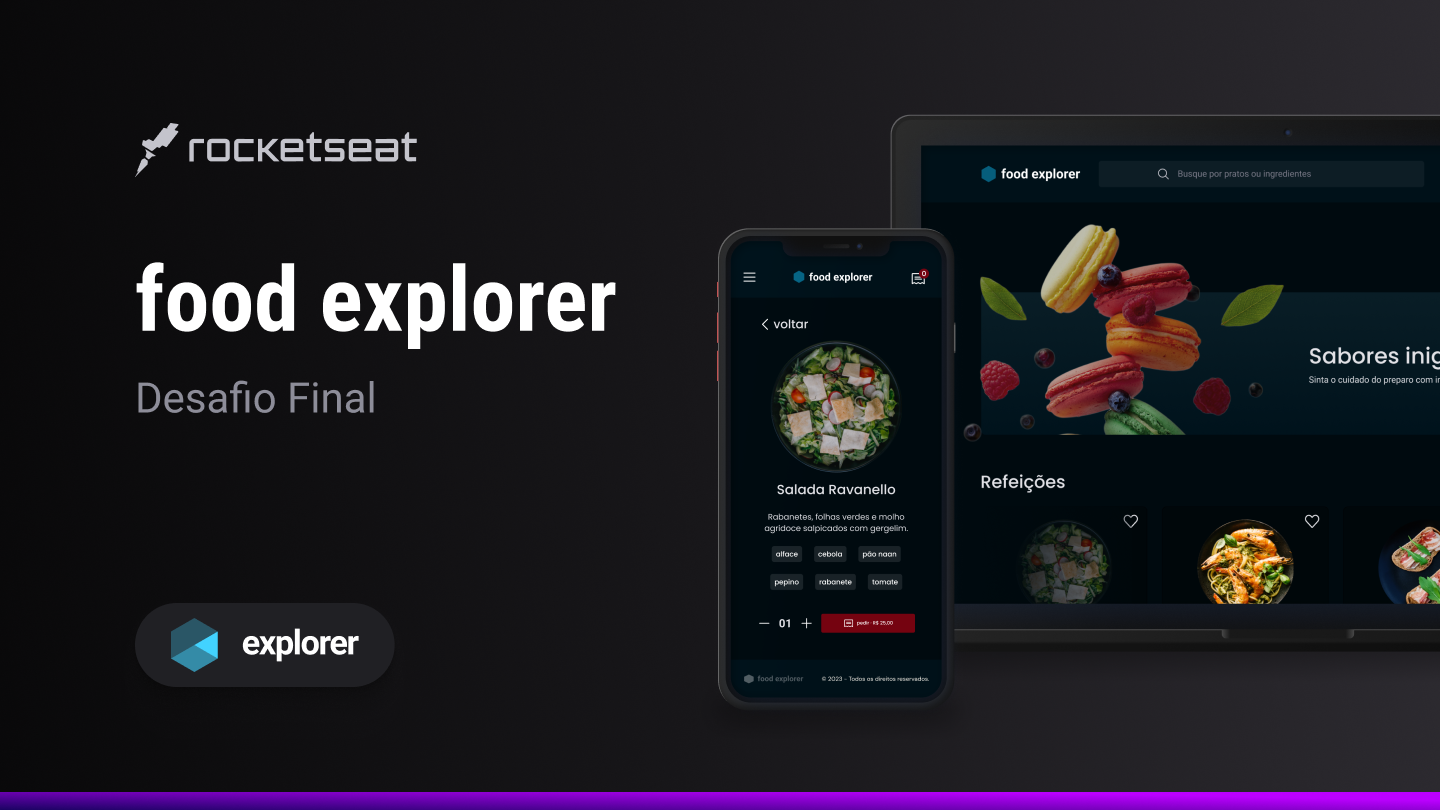 rocketseat
food explorer
Desafio Final
explorer
food explorer
0
voltar
Salada Ravanello
Rabanetes, folhas verdes e molho
agridoce salpicados com gergelim.
alface cebola pão naan
pepino rabanete tomate
01 pedir · R$ 25,00
food explorer © 2023 - Todos os direitos reservados.
food explorer Busque por pratos ou ingredientes
Sabores inig
Sinta o cuidado do preparo com in
Refeições